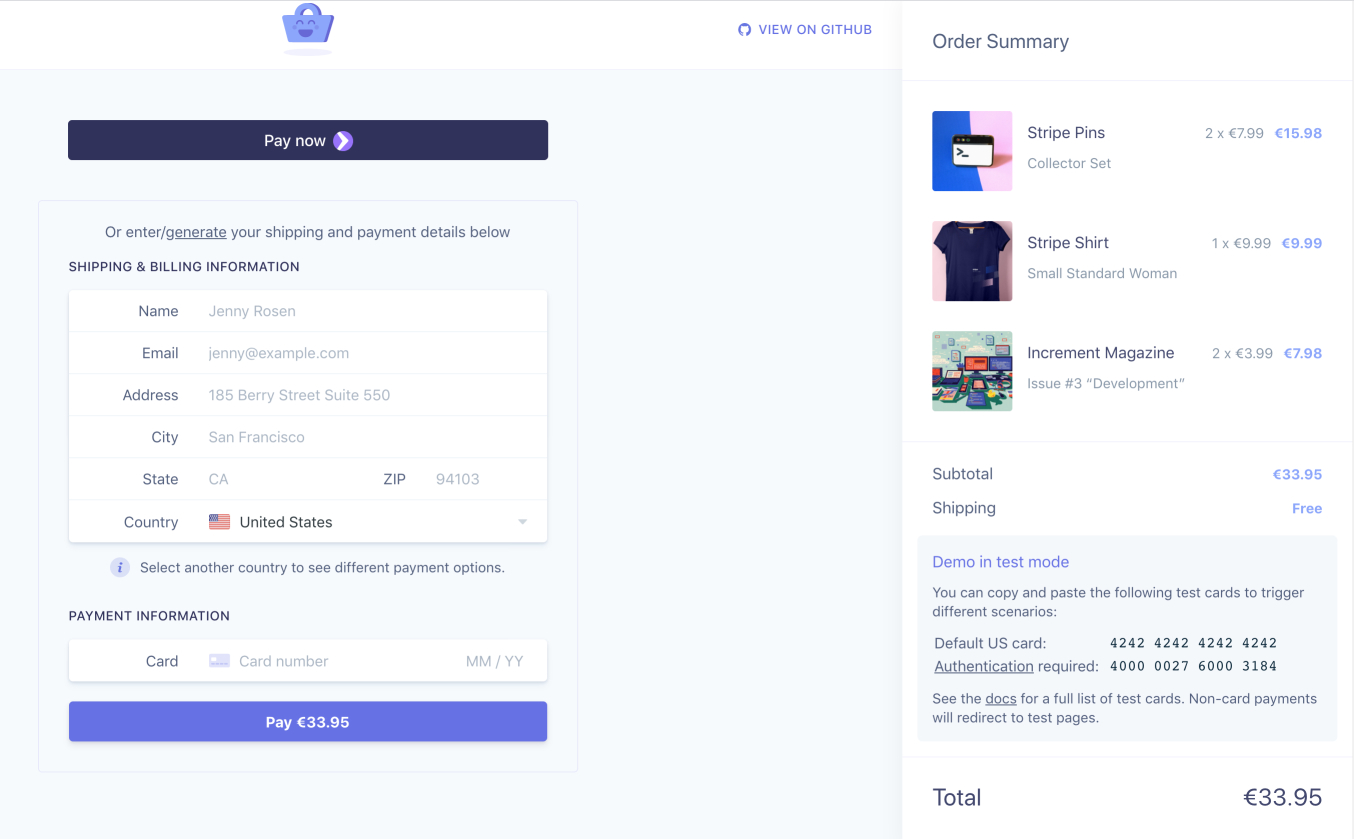 VIEW ON GITHUB
Pay now
Or enter/generate your shipping and payment details below
SHIPPING & BILLING INFORMATION
Name Jenny Rosen
Email jenny@example.com
Address 185 Berry Street Suite 550
City San Francisco
State CA ZIP 94103
Country United States
i Select another country to see different payment options.
PAYMENT INFORMATION
Card Card number MM / YY
Pay €33.95
Order Summary
Stripe Pins 2 x €7.99 €15.98
Collector Set
Stripe Shirt 1 x €9.99 €9.99
Small Standard Woman
Increment Magazine 2 x €3.99 €7.98
Issue #3 “Development”
Subtotal €33.95
Shipping Free
Demo in test mode
You can copy and paste the following test cards to trigger
different scenarios:
Default US card: 4242 4242 4242 4242
Authentication required: 4000 0027 6000 3184
See the docs for a full list of test cards. Non-card payments
will redirect to test pages.
Total €33.95